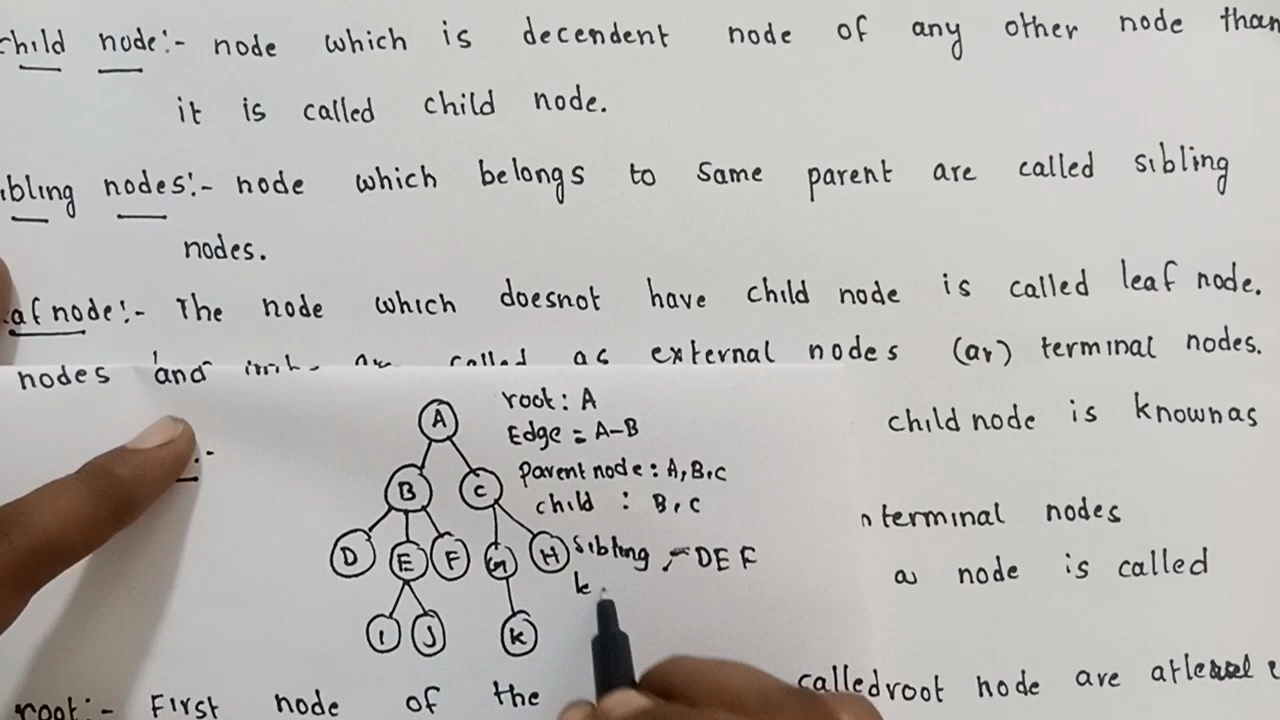 child node:- node which is decendent node of any other node than
it is called child node.
sibling nodes:- node which belongs to same parent are called sibling
nodes.
leaf node:- The node which doesnot have child node is called leaf node.
nodes and called as external nodes (or) terminal nodes.
child node is knownas
terminal nodes
a node is called
root:- First node of the
called root node are
A
B C
D E F G H
I J K
root: A
Edge = A-B
parent node: A, B, C
child : B, C
Sibling :- DEF
k